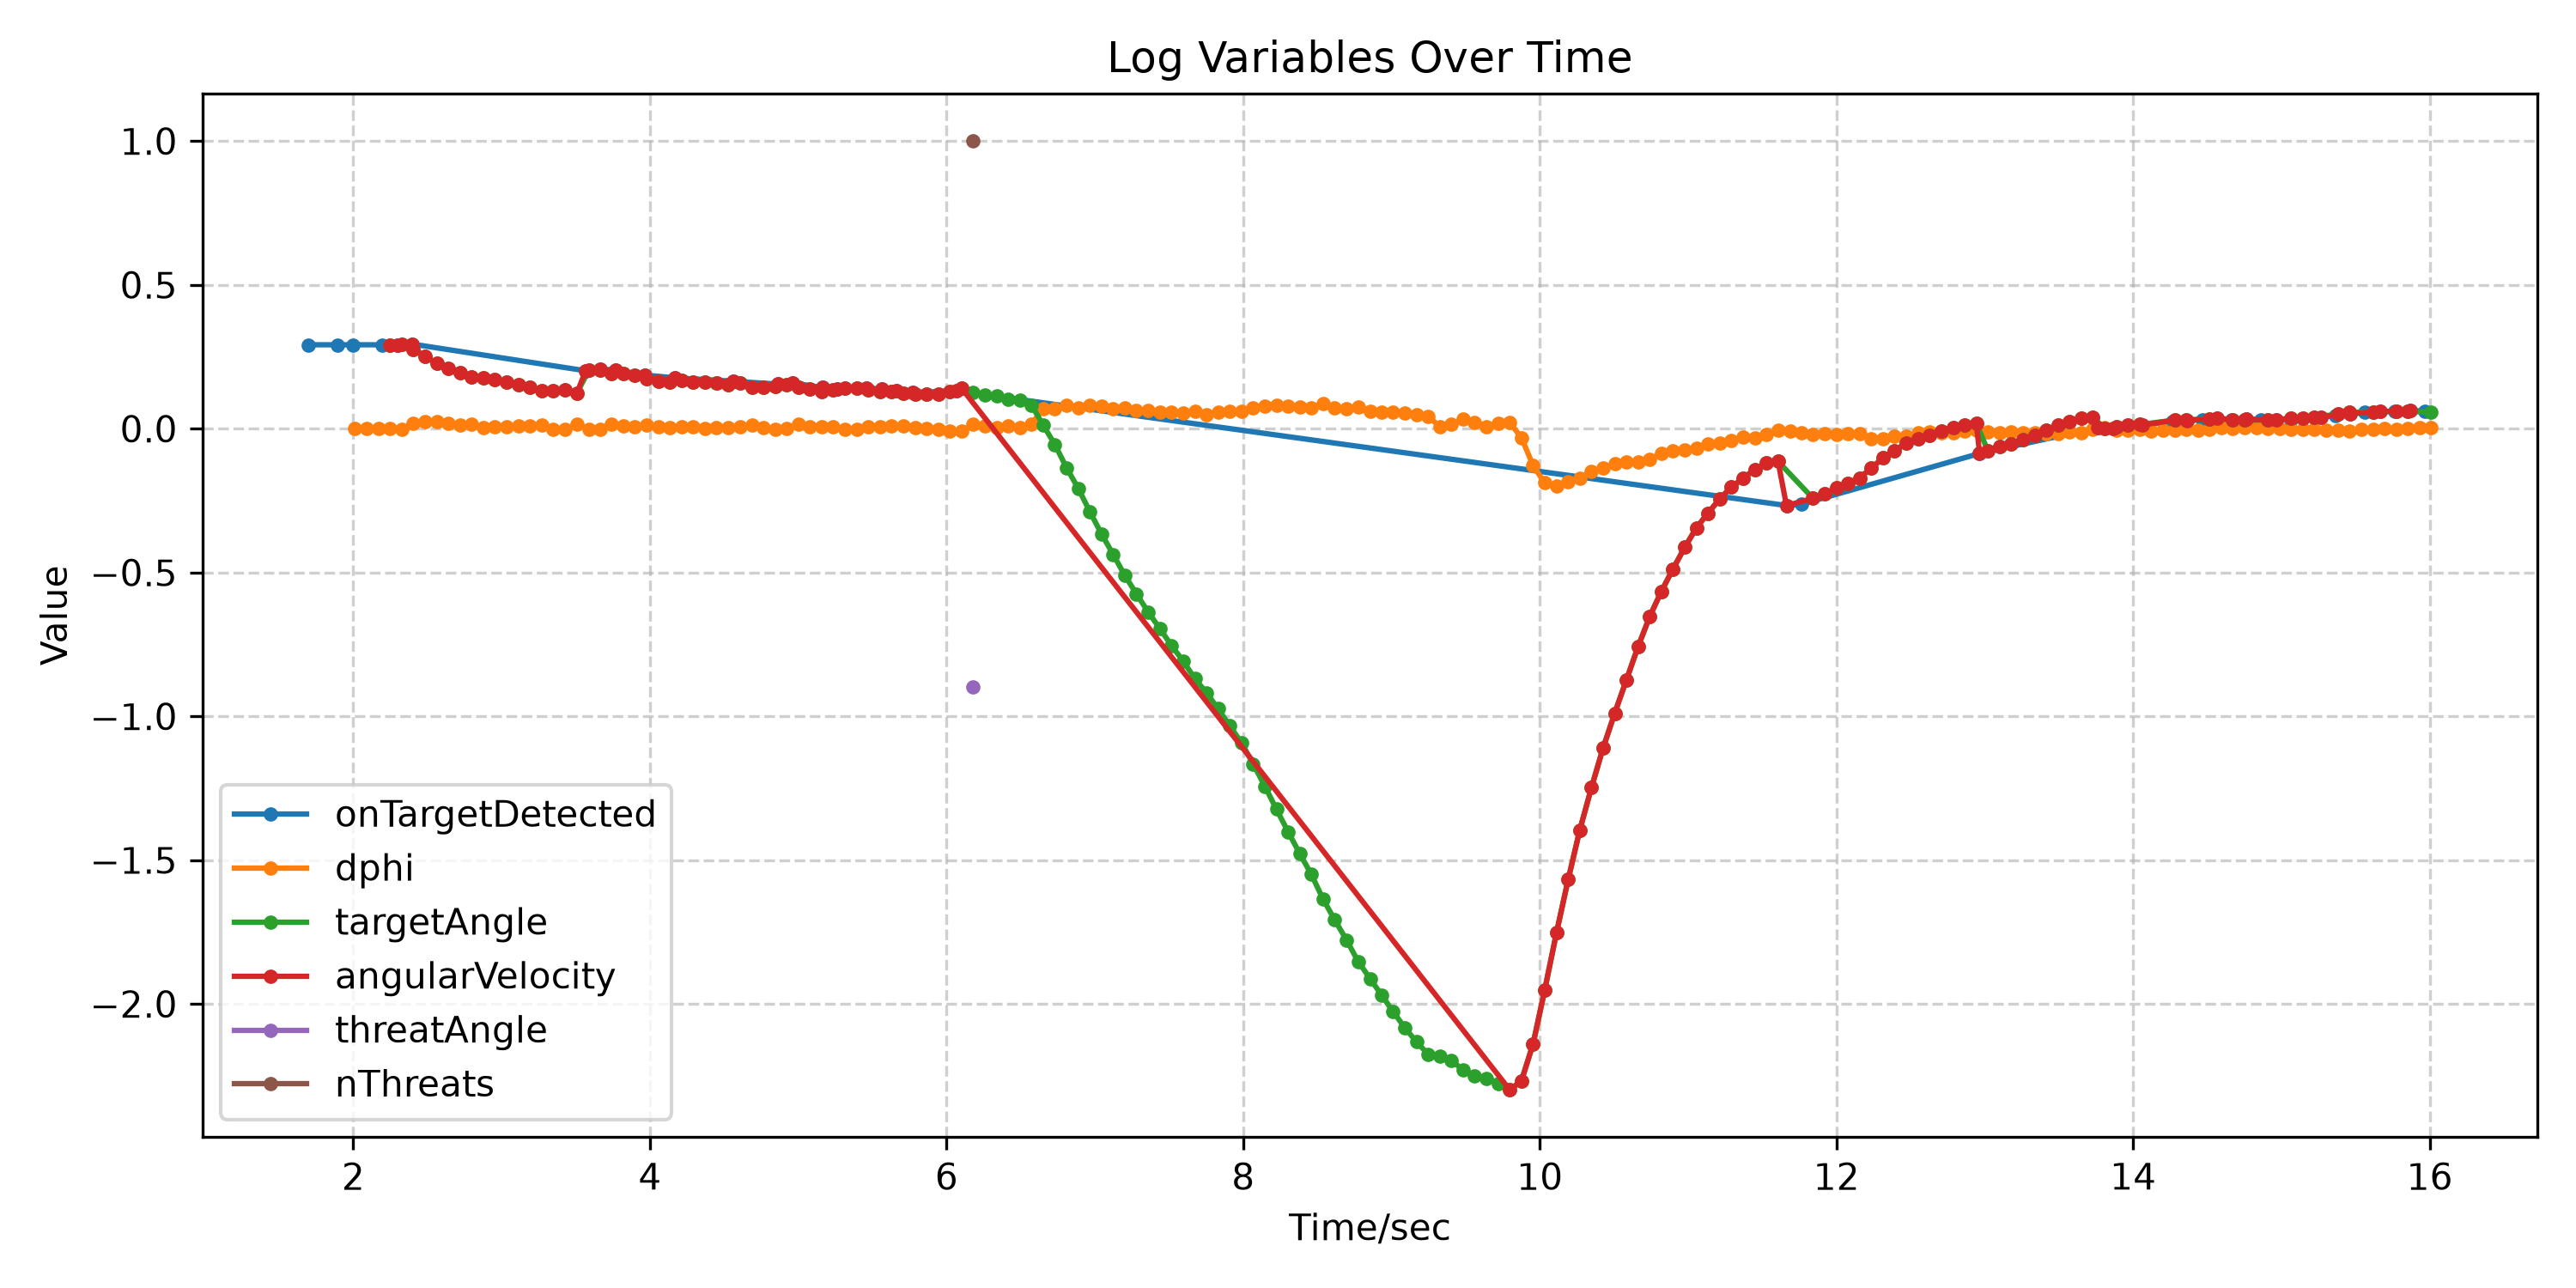 Log Variables Over Time
1.0
0.5
0.0
−0.5
−1.0
−1.5
−2.0
Value
onTargetDetected
dphi
targetAngle
angularVelocity
threatAngle
nThreats
2 4 6 8 10 12 14 16
Time/sec